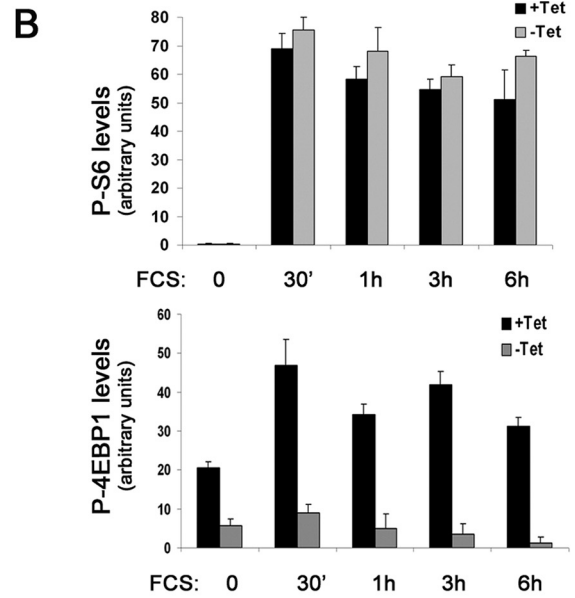 B
+Tet
-Tet
P-S6 levels
(arbitrary units)
80
70
60
50
40
30
20
10
0
FCS: 0 30' 1h 3h 6h
+Tet
-Tet
P-4EBP1 levels
(arbitrary units)
60
50
40
30
20
10
0
FCS: 0 30' 1h 3h 6h